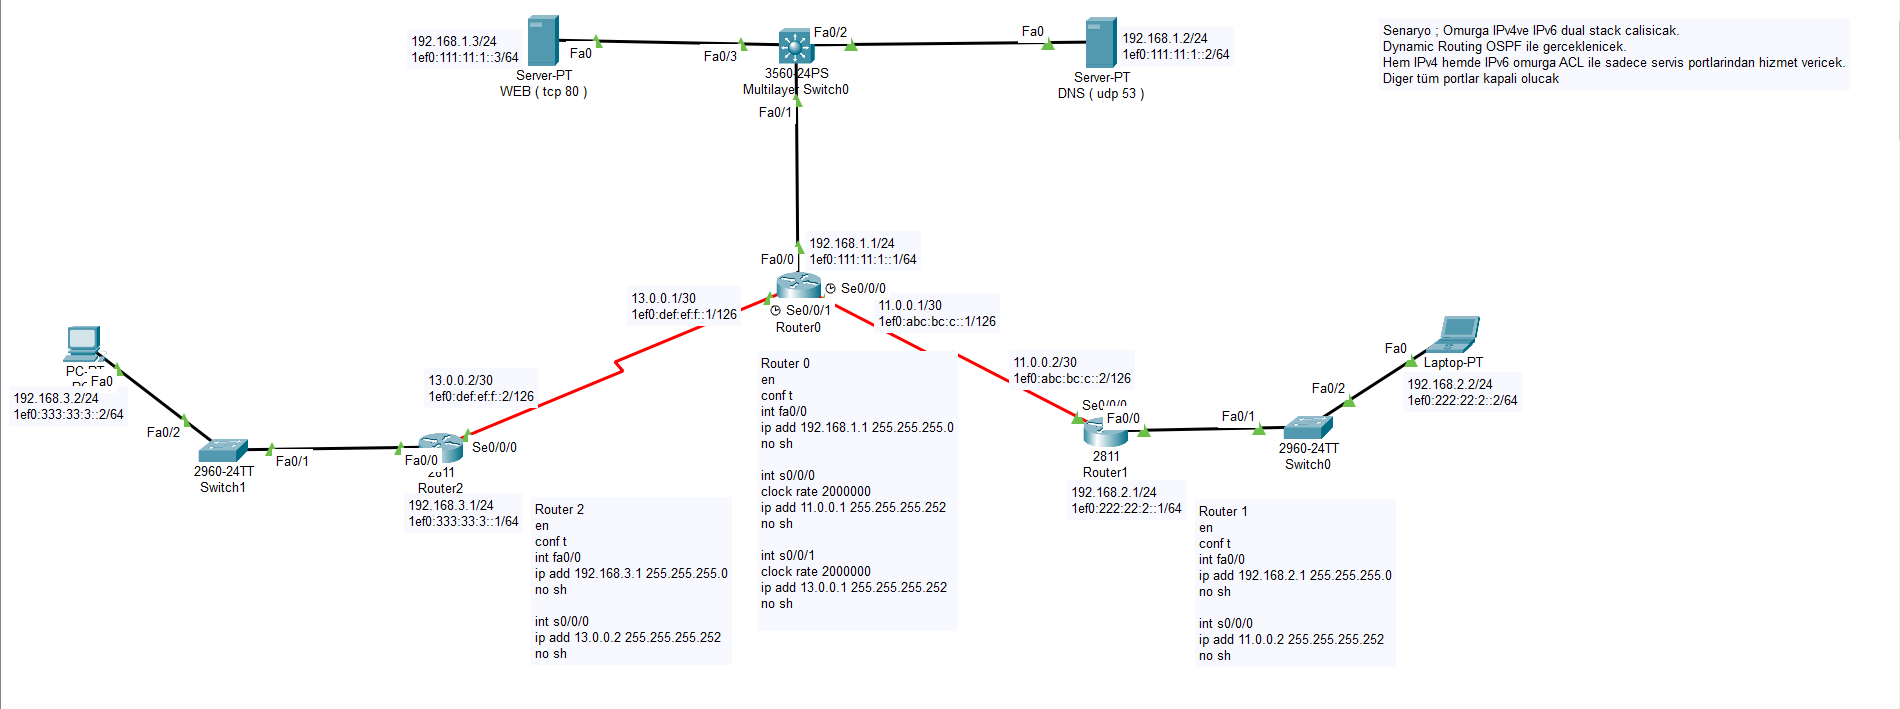 192.168.1.3/24
1ef0:111:11:1::3/64
Fa0
Server-PT
WEB ( tcp 80 )
Fa0/3
Fa0/2
3560-24PS
Multilayer Switch0
Fa0/1
Fa0
192.168.1.2/24
1ef0:111:11:1::2/64
Server-PT
DNS ( udp 53 )
Senaryo ; Omurga IPv4ve IPv6 dual stack calisicak.
Dynamic Routing OSPF ile gerceklenicek.
Hem IPv4 hemde IPv6 omurga ACL ile sadece servis portlarindan hizmet vericek.
Diger tüm portlar kapali olucak
192.168.1.1/24
1ef0:111:11:1::1/64
Fa0/0
Se0/0/0
Se0/0/1
Router0
13.0.0.1/30
1ef0:def:ef:f::1/126
11.0.0.1/30
1ef0:abc:bc:c::1/126
13.0.0.2/30
1ef0:def:ef:f::2/126
11.0.0.2/30
1ef0:abc:bc:c::2/126
PC-PT
Fa0
192.168.3.2/24
1ef0:333:33:3::2/64
Fa0/2
2960-24TT
Switch1
Fa0/1
Fa0/0
Se0/0/0
2811
Router2
192.168.3.1/24
1ef0:333:33:3::1/64
Router 2
en
conf t
int fa0/0
ip add 192.168.3.1 255.255.255.0
no sh
int s0/0/0
ip add 13.0.0.2 255.255.255.252
no sh
Router 0
en
conf t
int fa0/0
ip add 192.168.1.1 255.255.255.0
no sh
int s0/0/0
clock rate 2000000
ip add 11.0.0.1 255.255.255.252
no sh
int s0/0/1
clock rate 2000000
ip add 13.0.0.1 255.255.255.252
no sh
Se0/0/0
Fa0/0
2811
Router1
192.168.2.1/24
1ef0:222:22:2::1/64
Fa0/1
Fa0/2
2960-24TT
Switch0
Fa0
Laptop-PT
192.168.2.2/24
1ef0:222:22:2::2/64
Router 1
en
conf t
int fa0/0
ip add 192.168.2.1 255.255.255.0
no sh
int s0/0/0
ip add 11.0.0.2 255.255.255.252
no sh